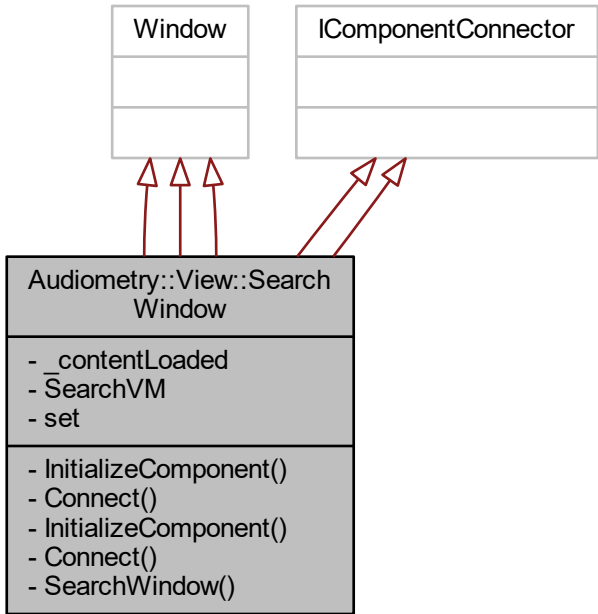 Window
IComponentConnector
Audiometry::View::Search
Window
- _contentLoaded
- SearchVM
- set
- InitializeComponent()
- Connect()
- InitializeComponent()
- Connect()
- SearchWindow()